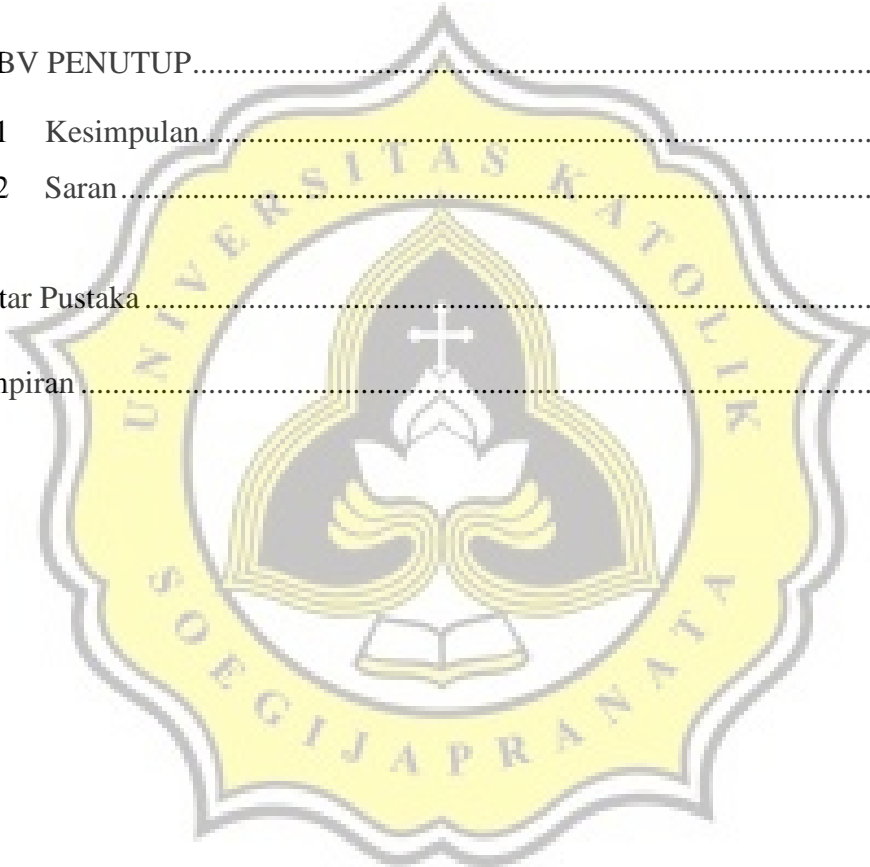 BV PENUTUP
1 Kesimpulan
2 Saran
tar Pustaka
npiran
UNIVERSITAS KATOLIK
SOEGIJAPRANATA